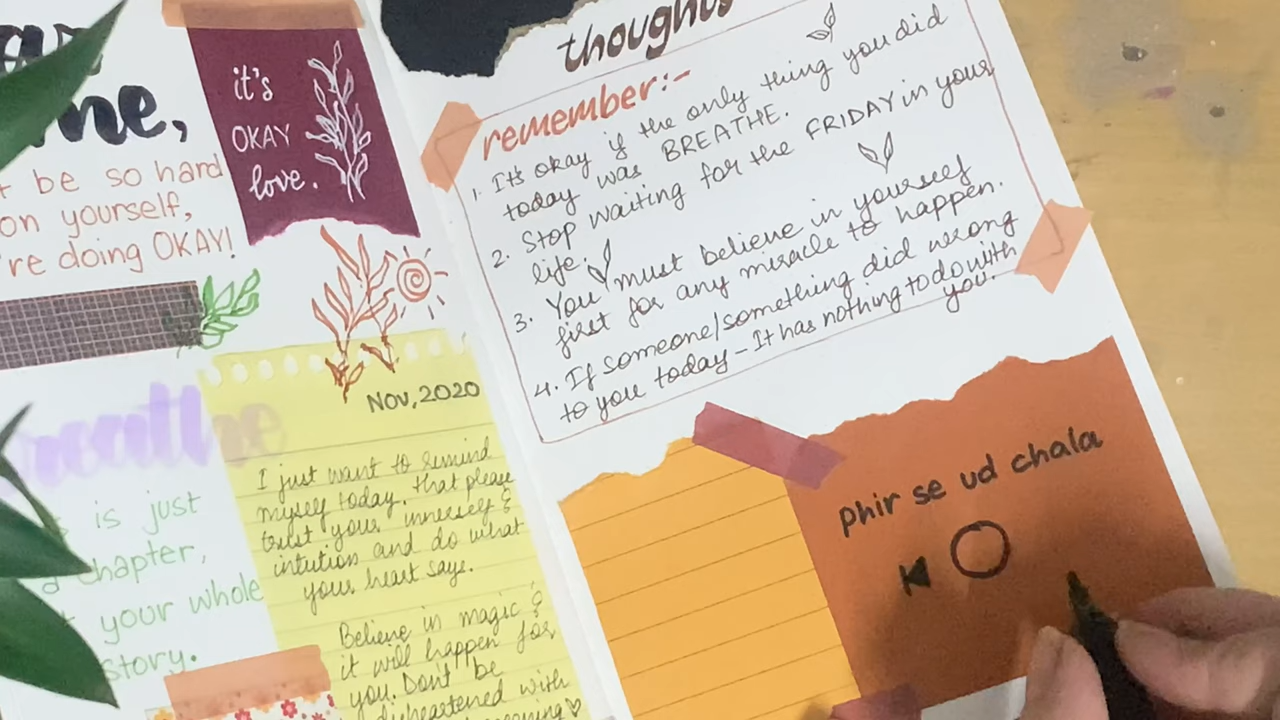 me,
be so hard
on yourself,
're doing OKAY!
it's
OKAY
love.
is just
chapter,
your whole
story.
Nov, 2020
I just want to remind
myself today, that please
trust your innerself &
intution and do what
your heart says.
Believe in magic &
it will happen for
you. Don't be
disheartened with
thoughts
remember:-
1. It's okay if the only thing you did
today was BREATHE.
2. Stop waiting for the FRIDAY in your
life.
3. You must believe in yourself
first for any miracle to happen.
4. If someone/something did wrong
to you today - It has nothing to do with
you.
phir se ud chala